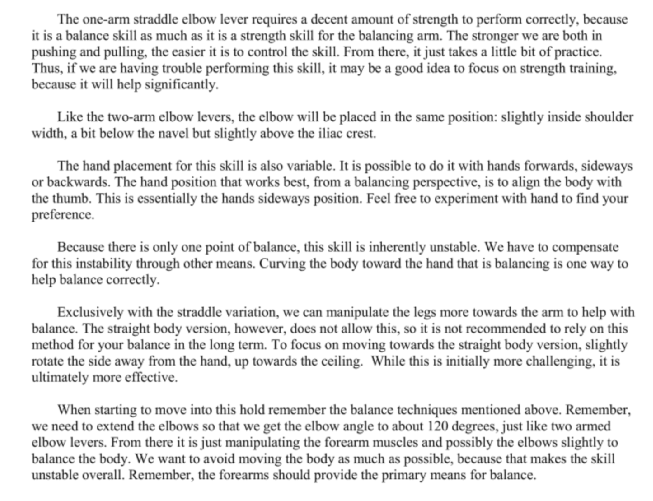 The one-arm straddle elbow lever requires a decent amount of strength to perform correctly, because
it is a balance skill as much as it is a strength skill for the balancing arm. The stronger we are both in
pushing and pulling, the easier it is to control the skill. From there, it just takes a little bit of practice.
Thus, if we are having trouble performing this skill, it may be a good idea to focus on strength training,
because it will help significantly.
Like the two-arm elbow levers, the elbow will be placed in the same position: slightly inside shoulder
width, a bit below the navel but slightly above the iliac crest.
The hand placement for this skill is also variable. It is possible to do it with hands forwards, sideways
or backwards. The hand position that works best, from a balancing perspective, is to align the body with
the thumb. This is essentially the hands sideways position. Feel free to experiment with hand to find your
preference.
Because there is only one point of balance, this skill is inherently unstable. We have to compensate
for this instability through other means. Curving the body toward the hand that is balancing is one way to
help balance correctly.
Exclusively with the straddle variation, we can manipulate the legs more towards the arm to help with
balance. The straight body version, however, does not allow this, so it is not recommended to rely on this
method for your balance in the long term. To focus on moving towards the straight body version, slightly
rotate the side away from the hand, up towards the ceiling. While this is initially more challenging, it is
ultimately more effective.
When starting to move into this hold remember the balance techniques mentioned above. Remember,
we need to extend the elbows so that we get the elbow angle to about 120 degrees, just like two armed
elbow levers. From there it is just manipulating the forearm muscles and possibly the elbows slightly to
balance the body. We want to avoid moving the body as much as possible, because that makes the skill
unstable overall. Remember, the forearms should provide the primary means for balance.